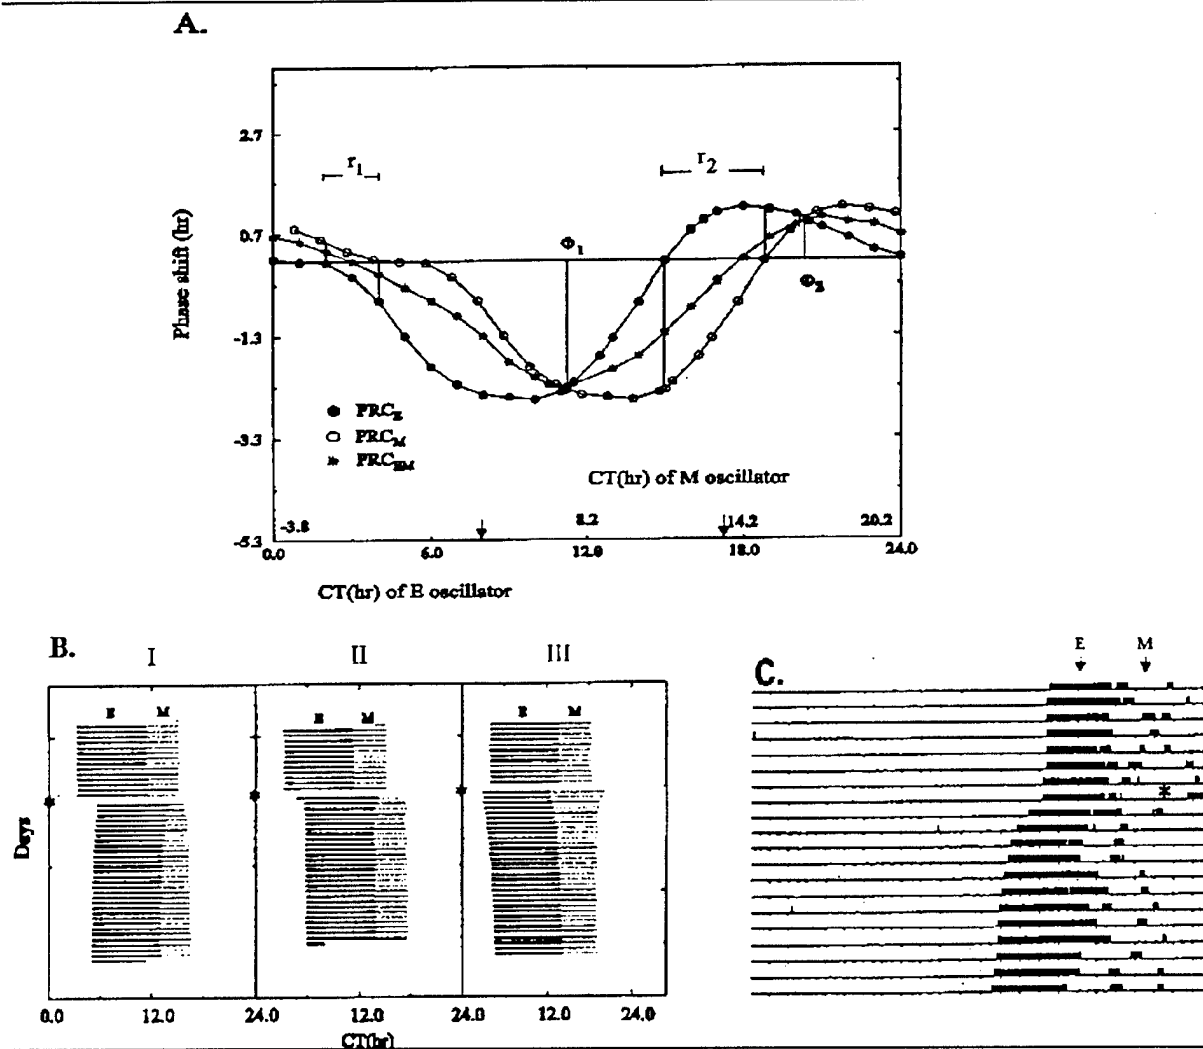 A.
2.7
0.7
-1.3
-3.3
-5.3
Phase shift (hr)
r1
r2
Φ1
Φ2
PRCE
PRCM
PRCEM
CT(hr) of M oscillator
-3.8 8.2 14.2 20.2
0.0 6.0 12.0 18.0 24.0
CT(hr) of E oscillator
B.
I II III
E M E M E M
Days
0.0 12.0 24.0 12.0 24.0 12.0 24.0
CT(hr)
C.
E M
*